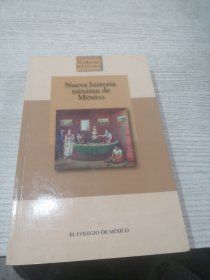 Nueva historia
mínima de
México
EL COLEGIO DE MÉXICO